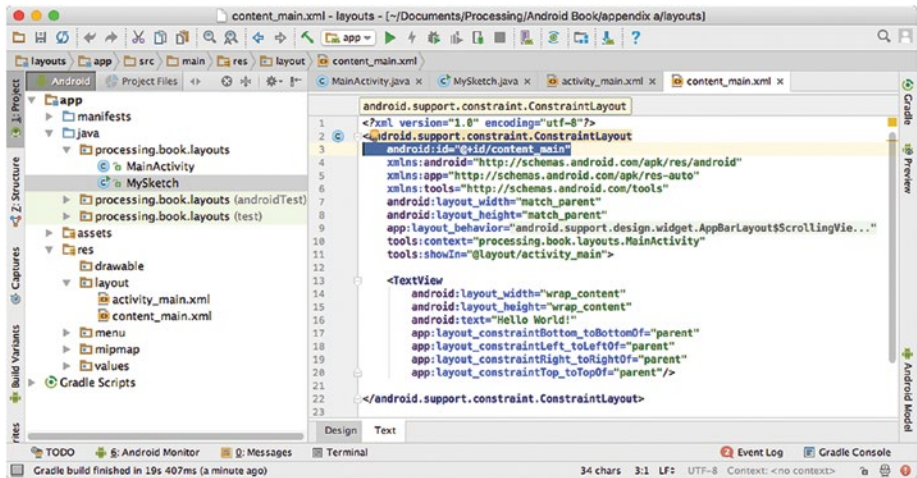 content_main.xml - layouts - [~/Documents/Processing/Android Book/appendix a/layouts]
app
layouts
app
src
main
res
layout
content_main.xml
Android
Project Files
MainActivity.java
MySketch.java
activity_main.xml
content_main.xml
1: Project
Z: Structure
Captures
Build Variants
rites
app
manifests
java
processing.book.layouts
MainActivity
MySketch
processing.book.layouts (androidTest)
processing.book.layouts (test)
assets
res
drawable
layout
activity_main.xml
content_main.xml
menu
mipmap
values
Gradle Scripts
android.support.constraint.ConstraintLayout
1 <?xml version="1.0" encoding="utf-8"?>
2 <android.support.constraint.ConstraintLayout
3 android:id="@+id/content_main"
4 xmlns:android="http://schemas.android.com/apk/res/android"
5 xmlns:app="http://schemas.android.com/apk/res-auto"
6 xmlns:tools="http://schemas.android.com/tools"
7 android:layout_width="match_parent"
8 android:layout_height="match_parent"
9 app:layout_behavior="android.support.design.widget.AppBarLayout$ScrollingVie..."
10 tools:context="processing.book.layouts.MainActivity"
11 tools:showIn="@layout/activity_main">
12
13 <TextView
14 android:layout_width="wrap_content"
15 android:layout_height="wrap_content"
16 android:text="Hello World!"
17 app:layout_constraintBottom_toBottomOf="parent"
18 app:layout_constraintLeft_toLeftOf="parent"
19 app:layout_constraintRight_toRightOf="parent"
20 app:layout_constraintTop_toTopOf="parent"/>
21
22 </android.support.constraint.ConstraintLayout>
23
Gradle
Preview
Android Model
Design Text
TODO
6: Android Monitor
0: Messages
Terminal
Event Log
Gradle Console
Gradle build finished in 19s 407ms (a minute ago)
34 chars 3:1 LF÷ UTF-8 Context: <no context>